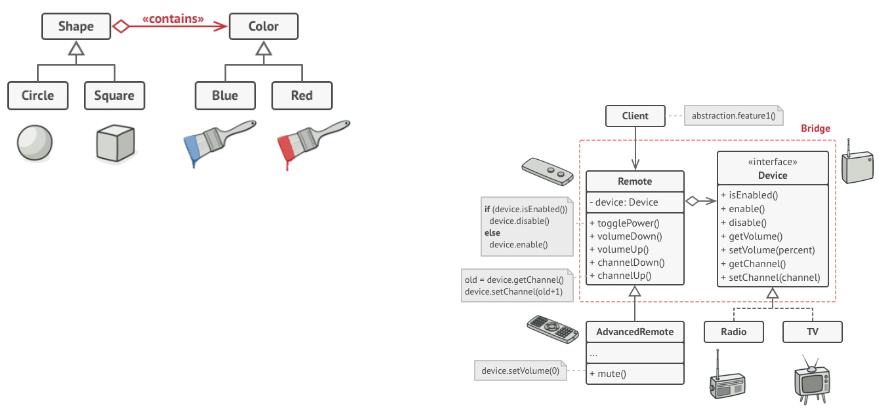 Shape
«contains»
Color
Circle
Square
Blue
Red
Client
abstraction.feature1()
Bridge
Remote
- device: Device
+ togglePower()
+ volumeDown()
+ volumeUp()
+ channelDown()
+ channelUp()
«interface»
Device
+ isEnabled()
+ enable()
+ disable()
+ getVolume()
+ setVolume(percent)
+ getChannel()
+ setChannel(channel)
if (device.isEnabled())
device.disable()
else
device.enable()
old = device.getChannel()
device.setChannel(old+1)
AdvancedRemote
...
+ mute()
device.setVolume(0)
Radio
TV